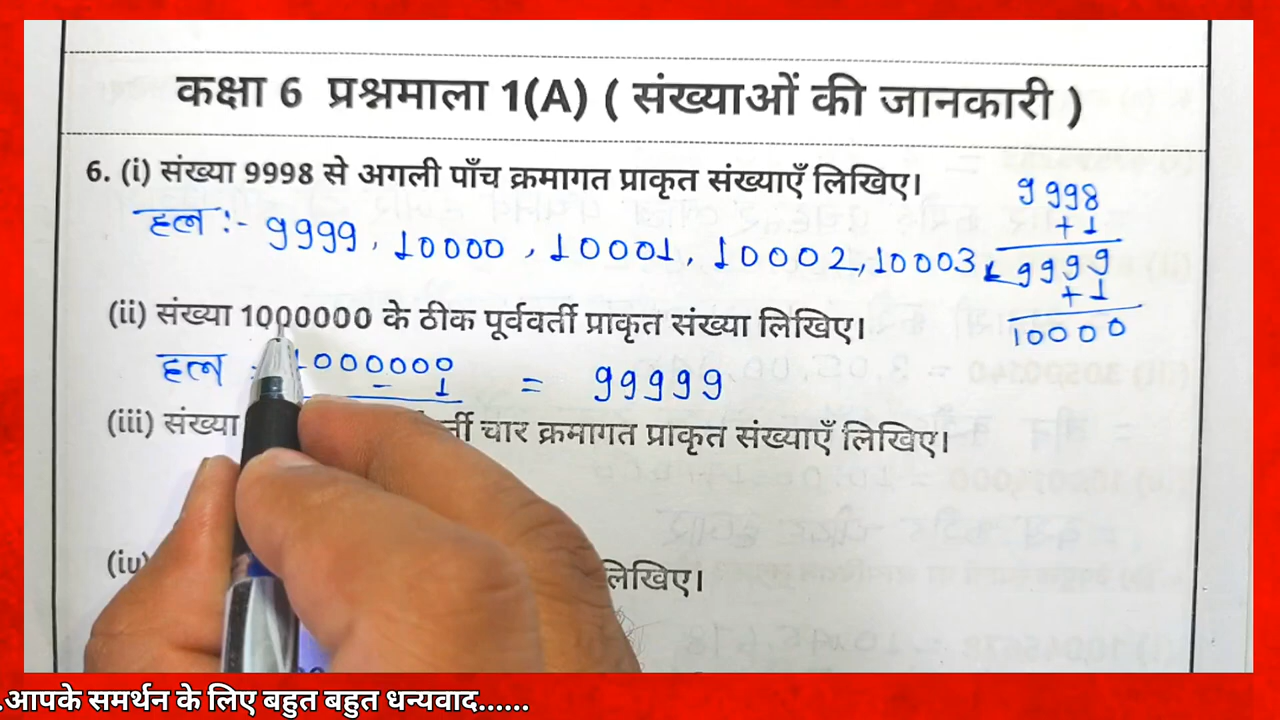 कक्षा 6 प्रश्नमाला 1(A) ( संख्याओं की जानकारी )
6. (i) संख्या 9998 से अगली पाँच क्रमागत प्राकृत संख्याएँ लिखिए।
हल :- 9999, 10000, 10001, 10002, 10003
9998
+1
9999
+1
10000
(ii) संख्या 1000000 के ठीक पूर्ववर्ती प्राकृत संख्या लिखिए।
हल : 1000000 = 99999
- 1
(iii) संख्या चार क्रमागत प्राकृत संख्याएँ लिखिए।
लिखिए।
.आपके समर्थन के लिए बहुत बहुत धन्यवाद......